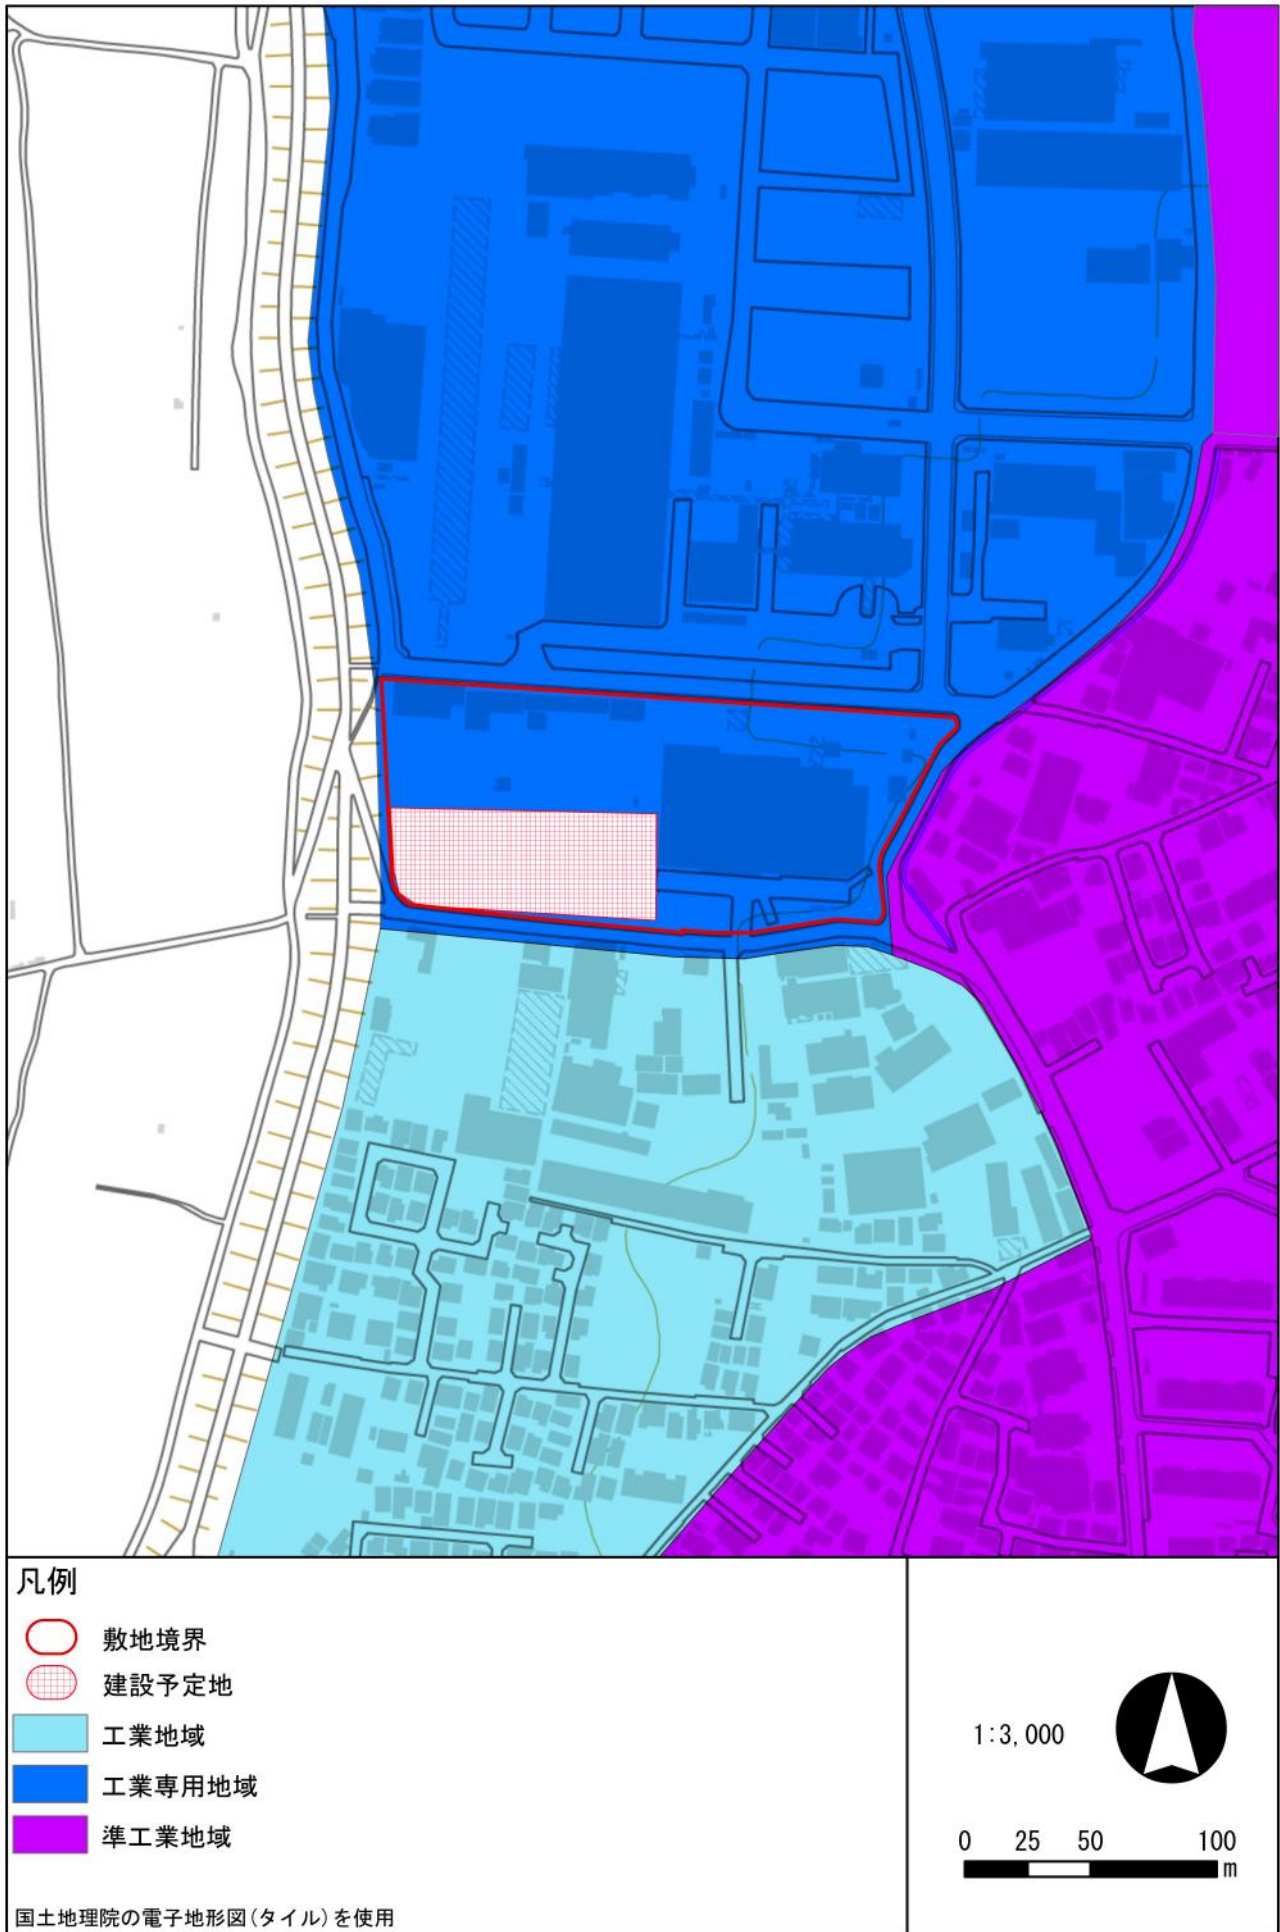 凡例
敷地境界
建設予定地
工業地域
工業専用地域
準工業地域
国土地理院の電子地形図(タイル)を使用
1:3,000
0 25 50 100
m